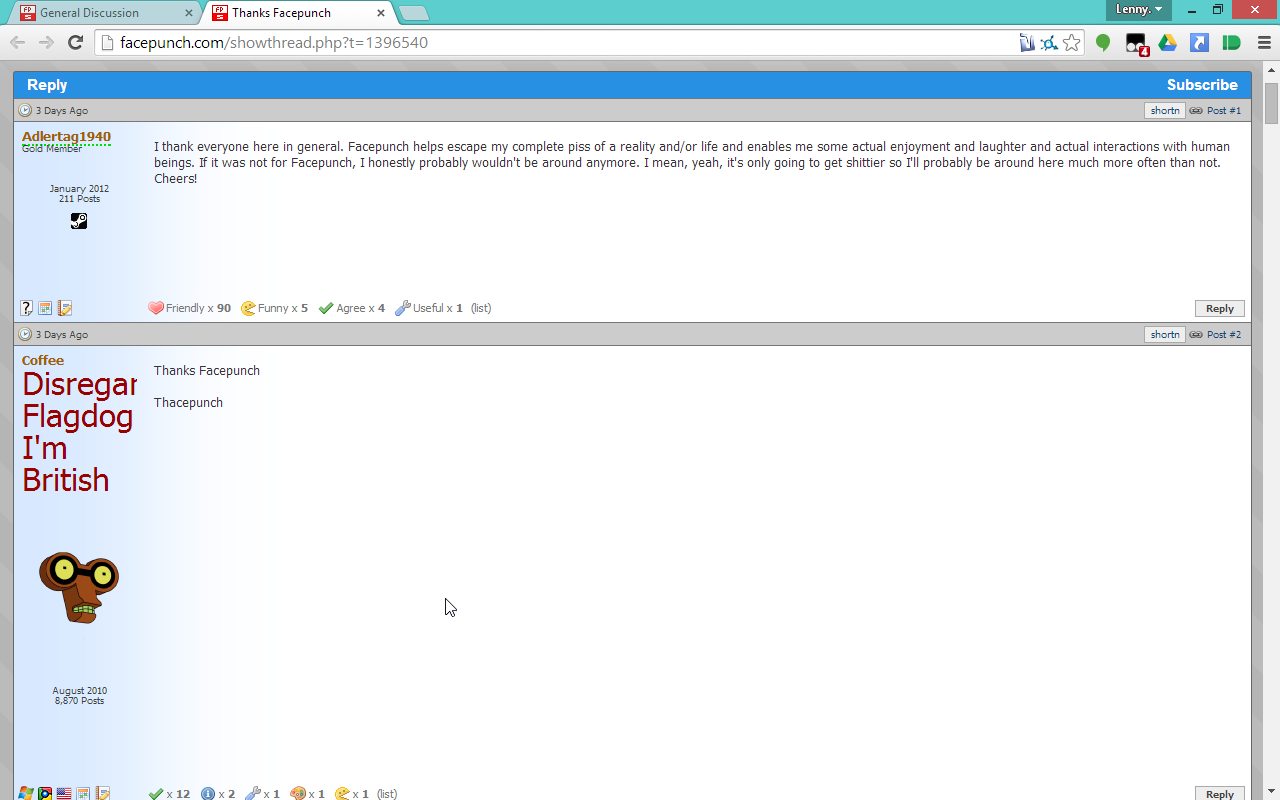 General Discussion
Thanks Facepunch
Lenny.
facepunch.com/showthread.php?t=1396540
4
Reply
Subscribe
3 Days Ago
shortn
Post #1
Adlertag1940
Gold Member
January 2012
211 Posts
I thank everyone here in general. Facepunch helps escape my complete piss of a reality and/or life and enables me some actual enjoyment and laughter and actual interactions with human
beings. If it was not for Facepunch, I honestly probably wouldn't be around anymore. I mean, yeah, it's only going to get shittier so I'll probably be around here much more often than not.
Cheers!
Friendly x 90 Funny x 5 Agree x 4 Useful x 1 (list)
Reply
3 Days Ago
shortn
Post #2
Coffee
Disregar
Flagdog
I'm
British
August 2010
8,870 Posts
Thanks Facepunch
Thacepunch
x 12 x 2 x 1 x 1 x 1 (list)
Reply